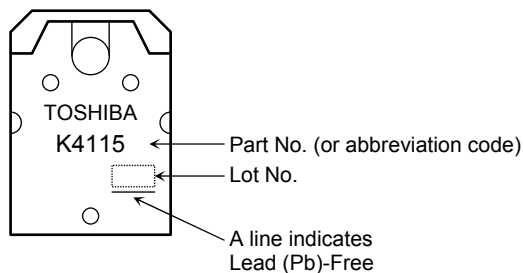 TOSHIBA
K4115
Part No. (or abbreviation code)
Lot No.
A line indicates
Lead (Pb)-Free